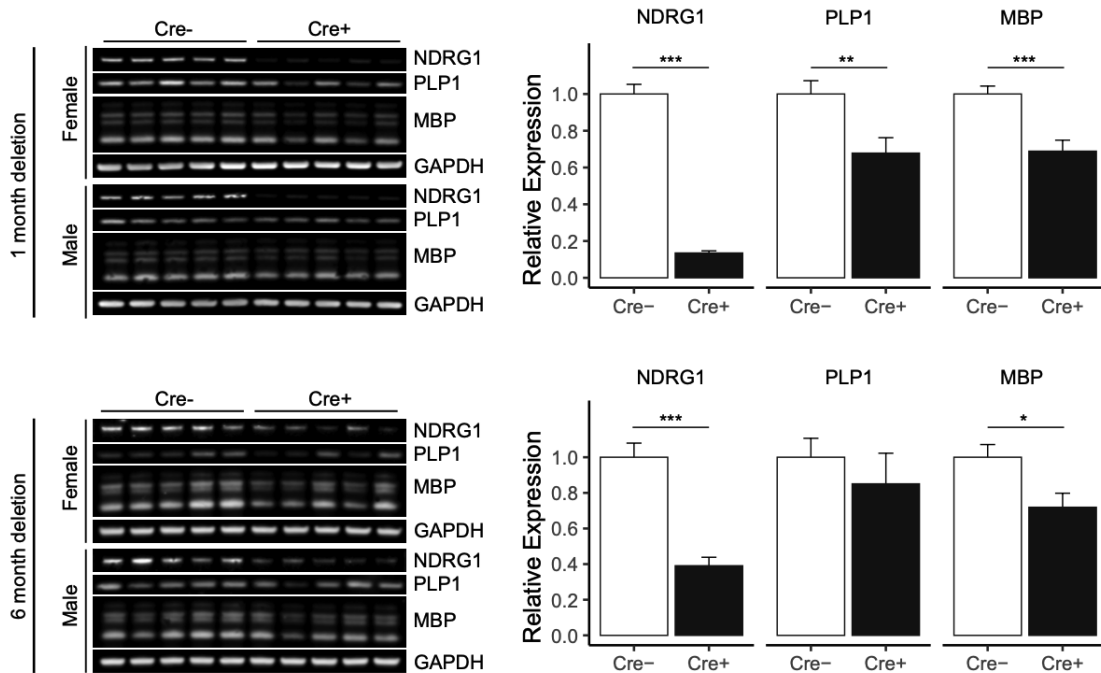 Cre- Cre+
1 month deletion
Female
NDRG1
PLP1
MBP
GAPDH
Male
NDRG1
PLP1
MBP
GAPDH
NDRG1 PLP1 MBP
*** ** ***
Relative Expression
1.0
0.8
0.6
0.4
0.2
0.0
Cre− Cre+ Cre− Cre+ Cre− Cre+
Cre- Cre+
6 month deletion
Female
NDRG1
PLP1
MBP
GAPDH
Male
NDRG1
PLP1
MBP
GAPDH
NDRG1 PLP1 MBP
*** *
Relative Expression
1.0
0.8
0.6
0.4
0.2
0.0
Cre− Cre+ Cre− Cre+ Cre− Cre+